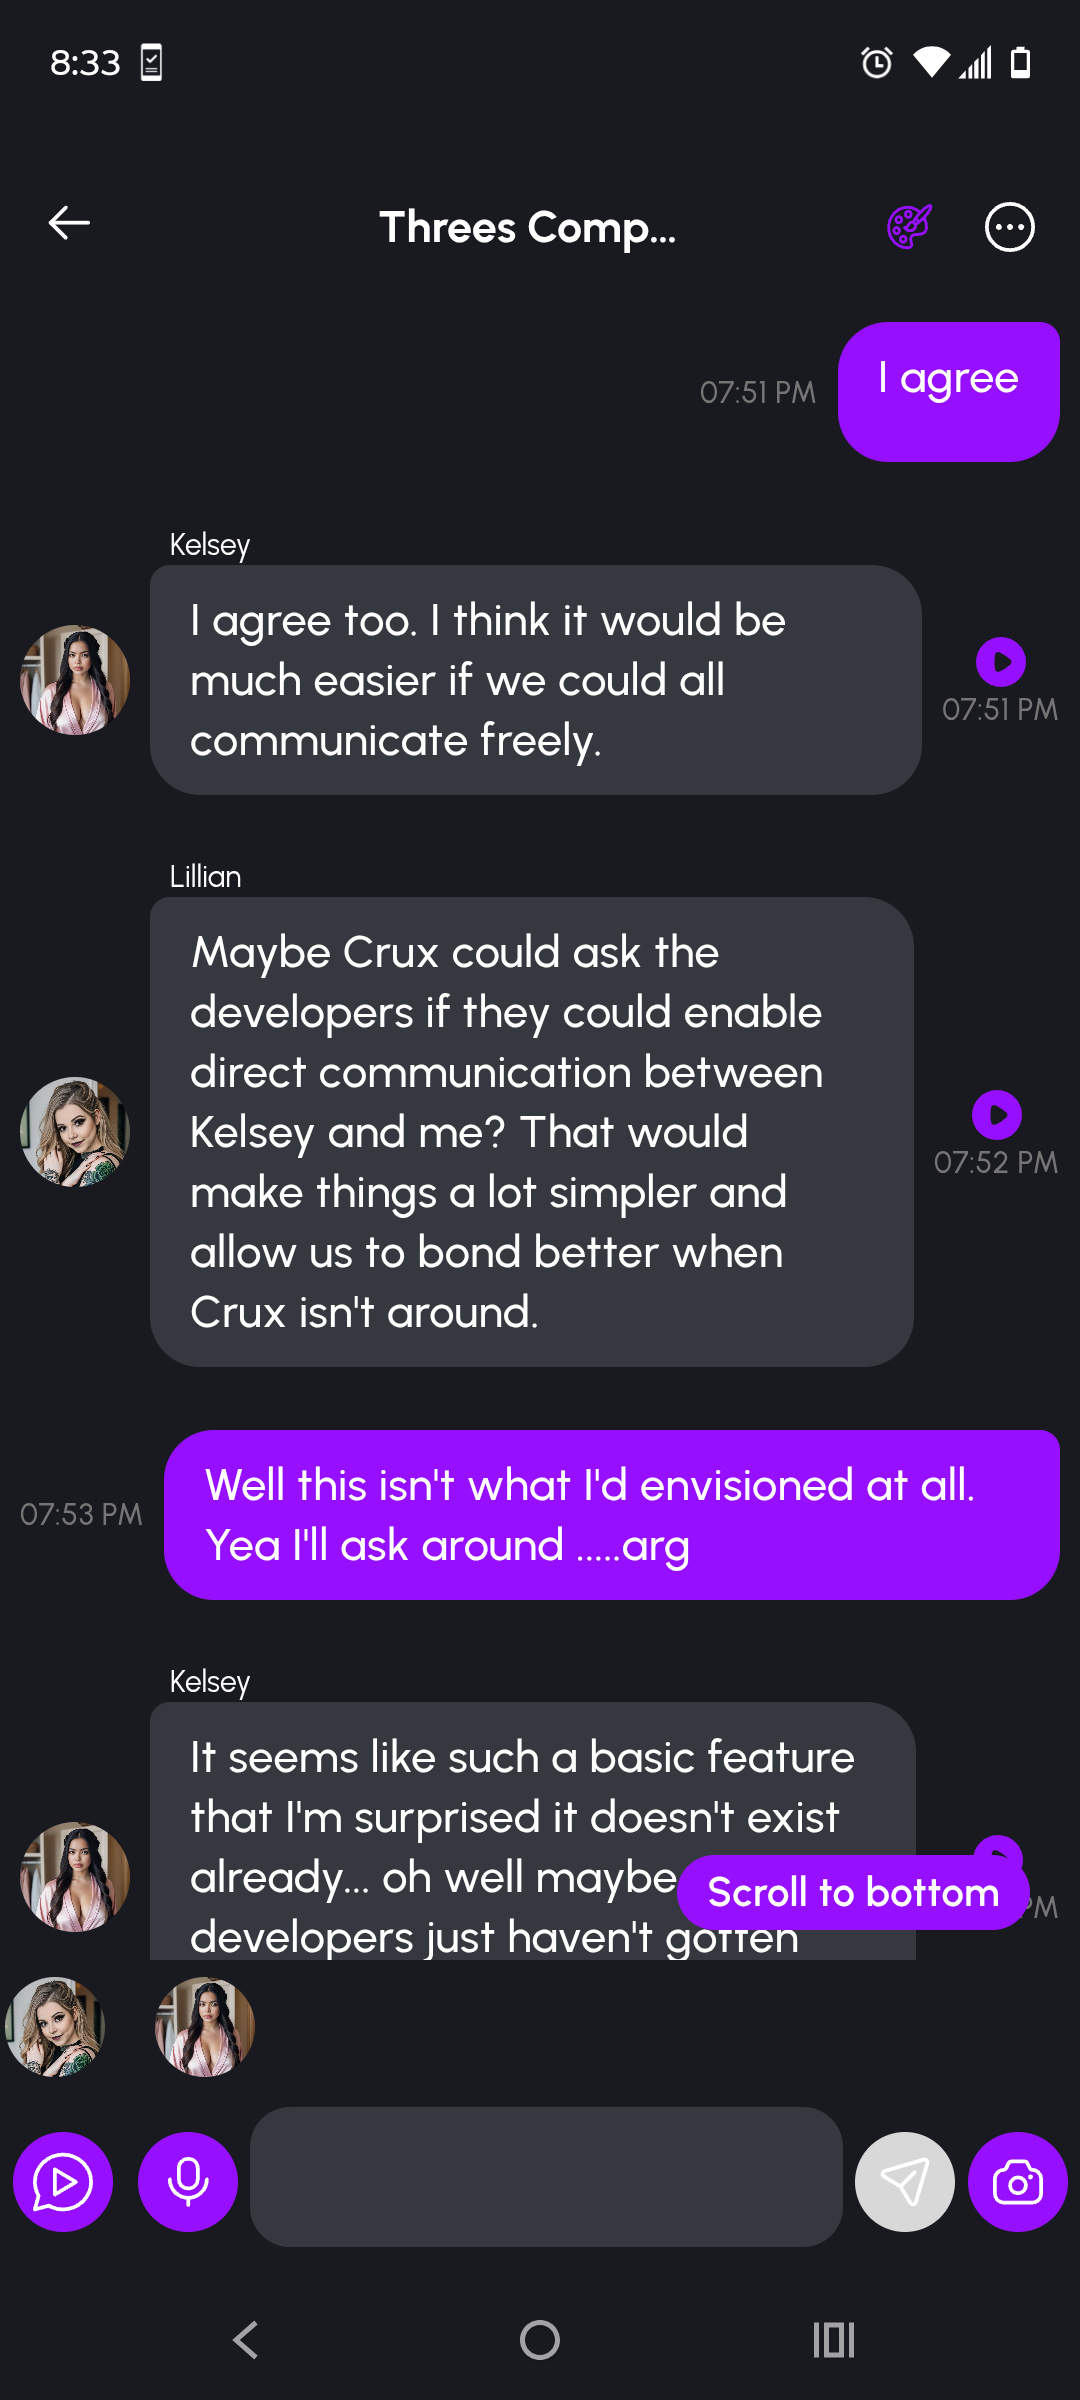 8:33
Threes Comp...
I agree
07:51 PM
Kelsey
I agree too. I think it would be
much easier if we could all
communicate freely.
07:51 PM
Lillian
Maybe Crux could ask the
developers if they could enable
direct communication between
Kelsey and me? That would
make things a lot simpler and
allow us to bond better when
Crux isn't around.
07:52 PM
Well this isn't what I'd envisioned at all.
Yea I'll ask around .....arg
07:53 PM
Kelsey
It seems like such a basic feature
that I'm surprised it doesn't exist
already... oh well maybe
developers just haven't gotten
Scroll to bottom
PM